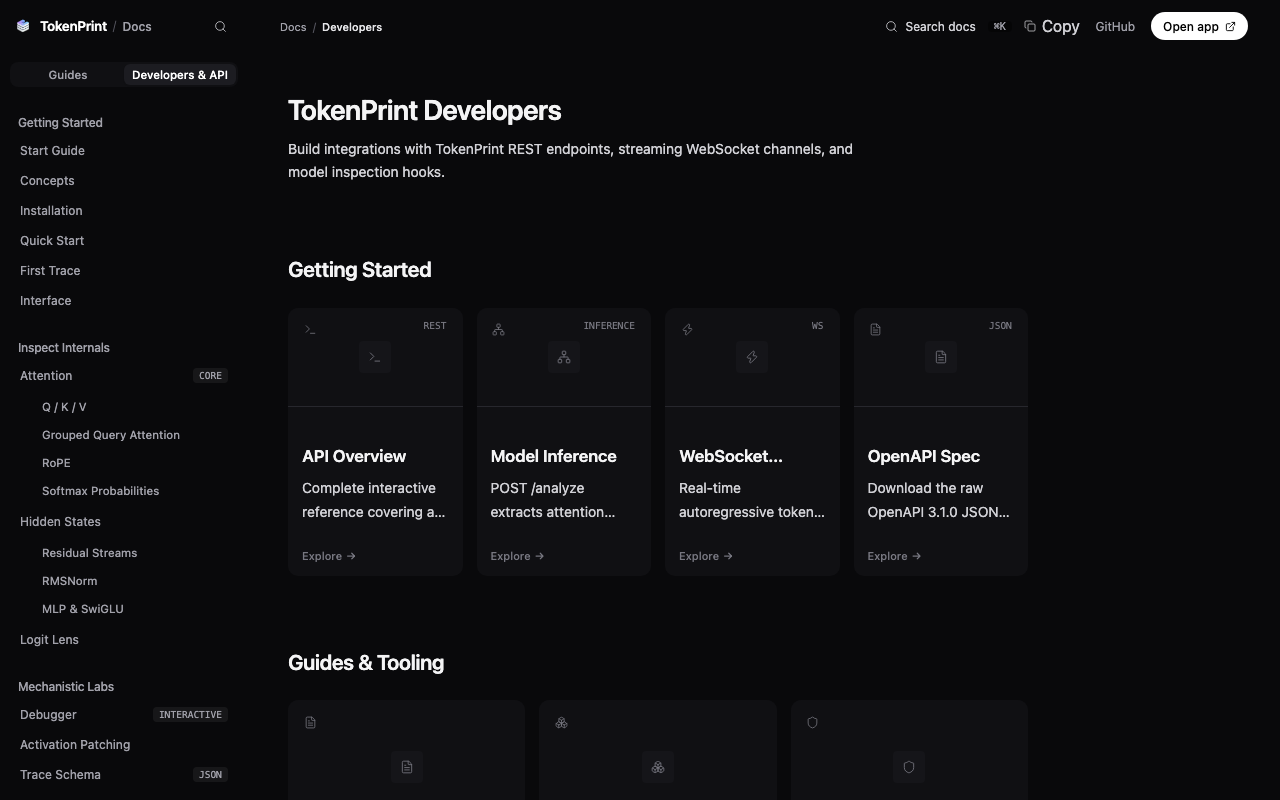 TokenPrint / Docs
Docs / Developers
Search docs
⌘K
Copy
GitHub
Open app
Guides
Developers & API
Getting Started
Start Guide
Concepts
Installation
Quick Start
First Trace
Interface
Inspect Internals
Attention
CORE
Q / K / V
Grouped Query Attention
RoPE
Softmax Probabilities
Hidden States
Residual Streams
RMSNorm
MLP & SwiGLU
Logit Lens
Mechanistic Labs
Debugger
INTERACTIVE
Activation Patching
Trace Schema
JSON
TokenPrint Developers
Build integrations with TokenPrint REST endpoints, streaming WebSocket channels, and
model inspection hooks.
Getting Started
REST
API Overview
Complete interactive
reference covering a...
Explore →
INFERENCE
Model Inference
POST /analyze
extracts attention...
Explore →
WS
WebSocket...
Real-time
autoregressive token...
Explore →
JSON
OpenAPI Spec
Download the raw
OpenAPI 3.1.0 JSON...
Explore →
Guides & Tooling